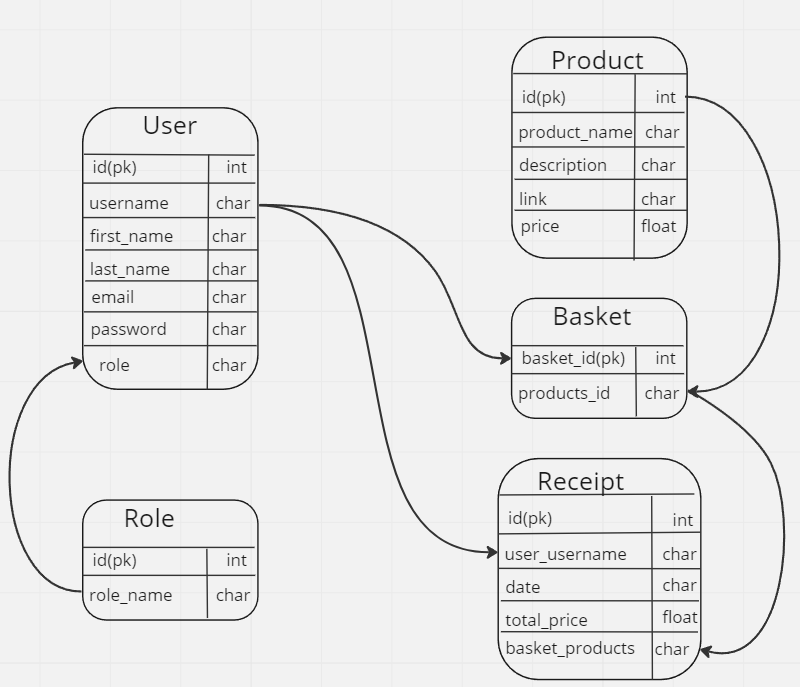 User
id(pk) int
username char
first_name char
last_name char
email char
password char
role char
Role
id(pk) int
role_name char
Product
id(pk) int
product_name char
description char
link char
price float
Basket
basket_id(pk) int
products_id char
Receipt
id(pk) int
user_username char
date char
total_price float
basket_products char